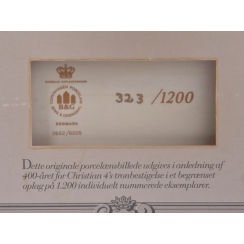 323 /1200
B&G
DENMARK
Dette originale porcelænsbillede udgives i anledning af
400-året for Christian 4's tronbestigelse i et begrænset
oplag på 1.200 individuelt nummererede eksemplarer.